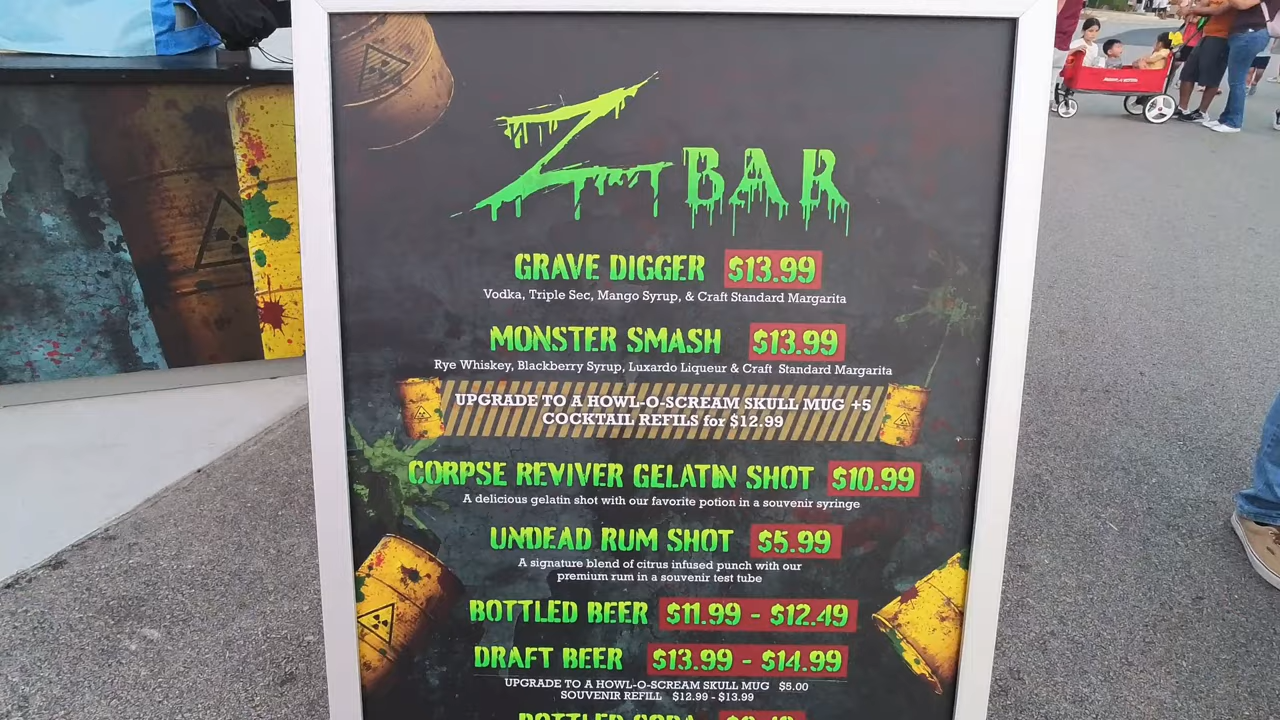 Z BAR
GRAVE DIGGER $13.99
Vodka, Triple Sec, Mango Syrup, & Craft Standard Margarita
MONSTER SMASH $13.99
Rye Whiskey, Blackberry Syrup, Luxardo Liqueur & Craft Standard Margarita
UPGRADE TO A HOWL-O-SCREAM SKULL MUG +5
COCKTAIL REFILS for $12.99
CORPSE REVIVER GELATIN SHOT $10.99
A delicious gelatin shot with our favorite potion in a souvenir syringe
UNDEAD RUM SHOT $5.99
A signature blend of citrus infused punch with our
premium rum in a souvenir test tube
BOTTLED BEER $11.99 - $12.49
DRAFT BEER $13.99 - $14.99
UPGRADE TO A HOWL-O-SCREAM SKULL MUG $5.00
SOUVENIR REFILL $12.99 - $13.99